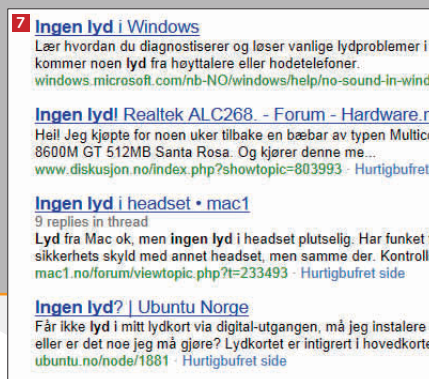 7
Ingen lyd i Windows
Lær hvordan du diagnostiserer og løser vanlige lydproblemer i
kommer noen lyd fra høyttalere eller hodetelefoner.
windows.microsoft.com/nb-NO/windows/help/no-sound-in-wind
Ingen lyd! Realtek ALC268. - Forum - Hardware.n
Hei! Jeg kjøpte for noen uker tilbake en bæbar av typen Multico
8600M GT 512MB Santa Rosa. Og kjører denne me...
www.diskusjon.no/index.php?showtopic=803993 · Hurtigbufret
Ingen lyd i headset • mac1
9 replies in thread
Lyd fra Mac ok, men ingen lyd i headset plutselig. Har funket
sikkerhets skyld med annet headset, men samme der. Kontroll
mac1.no/forum/viewtopic.php?t=233493 · Hurtigbufret side
Ingen lyd? | Ubuntu Norge
Får ikke lyd i mitt lydkort via digital-utgangen, må jeg instalere
eller er det noe jeg må gjøre? Lydkortet er intigrert i hovedkorte
ubuntu.no/node/1881 · Hurtigbufret side